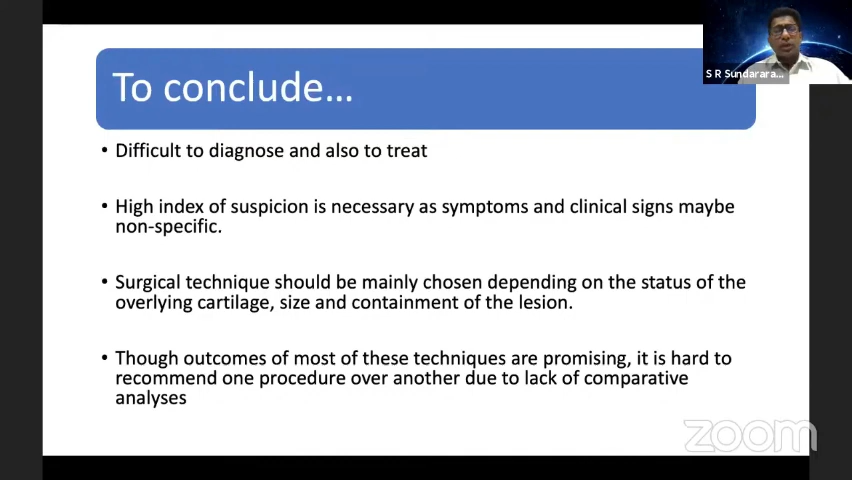 S R Sundarara...
To conclude...
• Difficult to diagnose and also to treat
• High index of suspicion is necessary as symptoms and clinical signs maybe
non-specific.
• Surgical technique should be mainly chosen depending on the status of the
overlying cartilage, size and containment of the lesion.
• Though outcomes of most of these techniques are promising, it is hard to
recommend one procedure over another due to lack of comparative
analyses
zoom